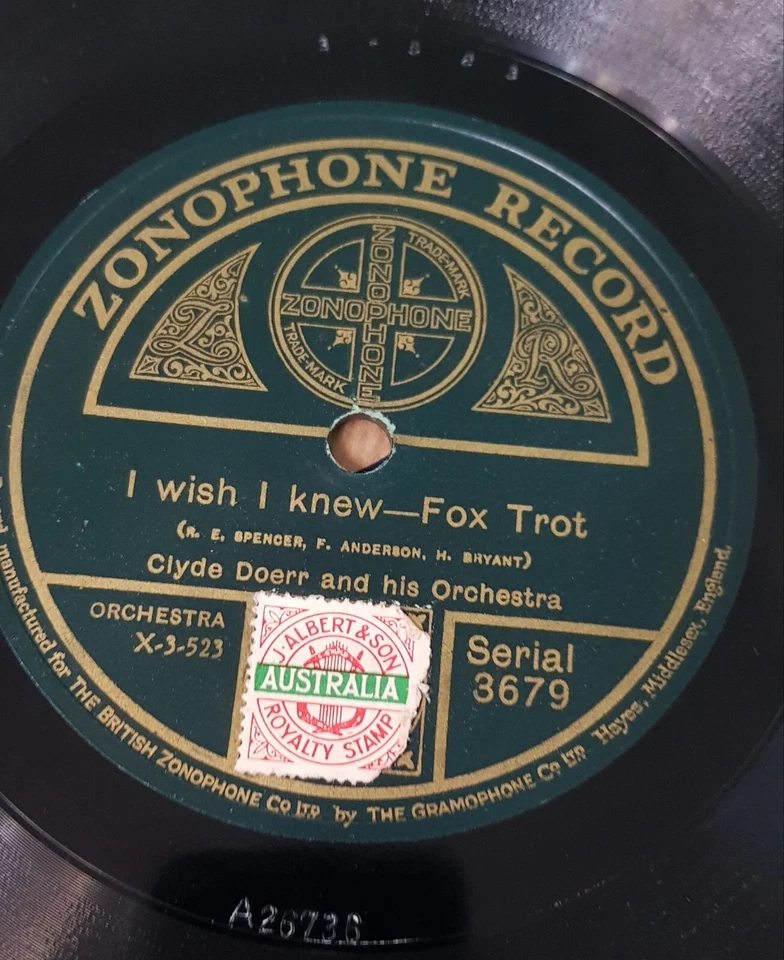 ZONOPHONE RECORD
ZONOPHONE
ZONOPHONE
TRADE-MARK
TRADE-MARK
Z
R
I wish I knew—Fox Trot
(R. E. SPENCER, F. ANDERSON, H. BRYANT)
Clyde Doerr and his Orchestra
ORCHESTRA
X-3-523
J. ALBERT & SON
AUSTRALIA
ROYALTY STAMP
Serial
3679
manufactured for THE BRITISH ZONOPHONE Co LTD by THE GRAMOPHONE Co LTD Hayes, Middlesex, England.
A26736